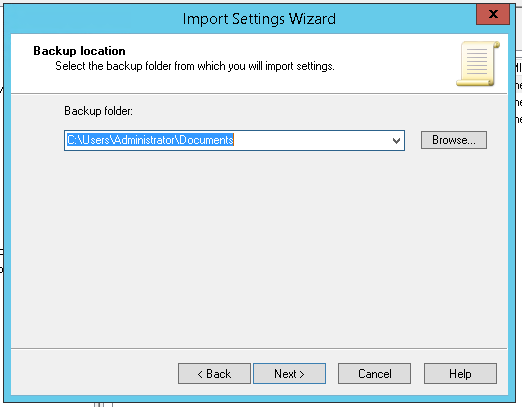 Import Settings Wizard
x
Backup location
Select the backup folder from which you will import settings.
Backup folder:
C:\Users\Administrator\Documents
Browse...
< Back
Next >
Cancel
Help